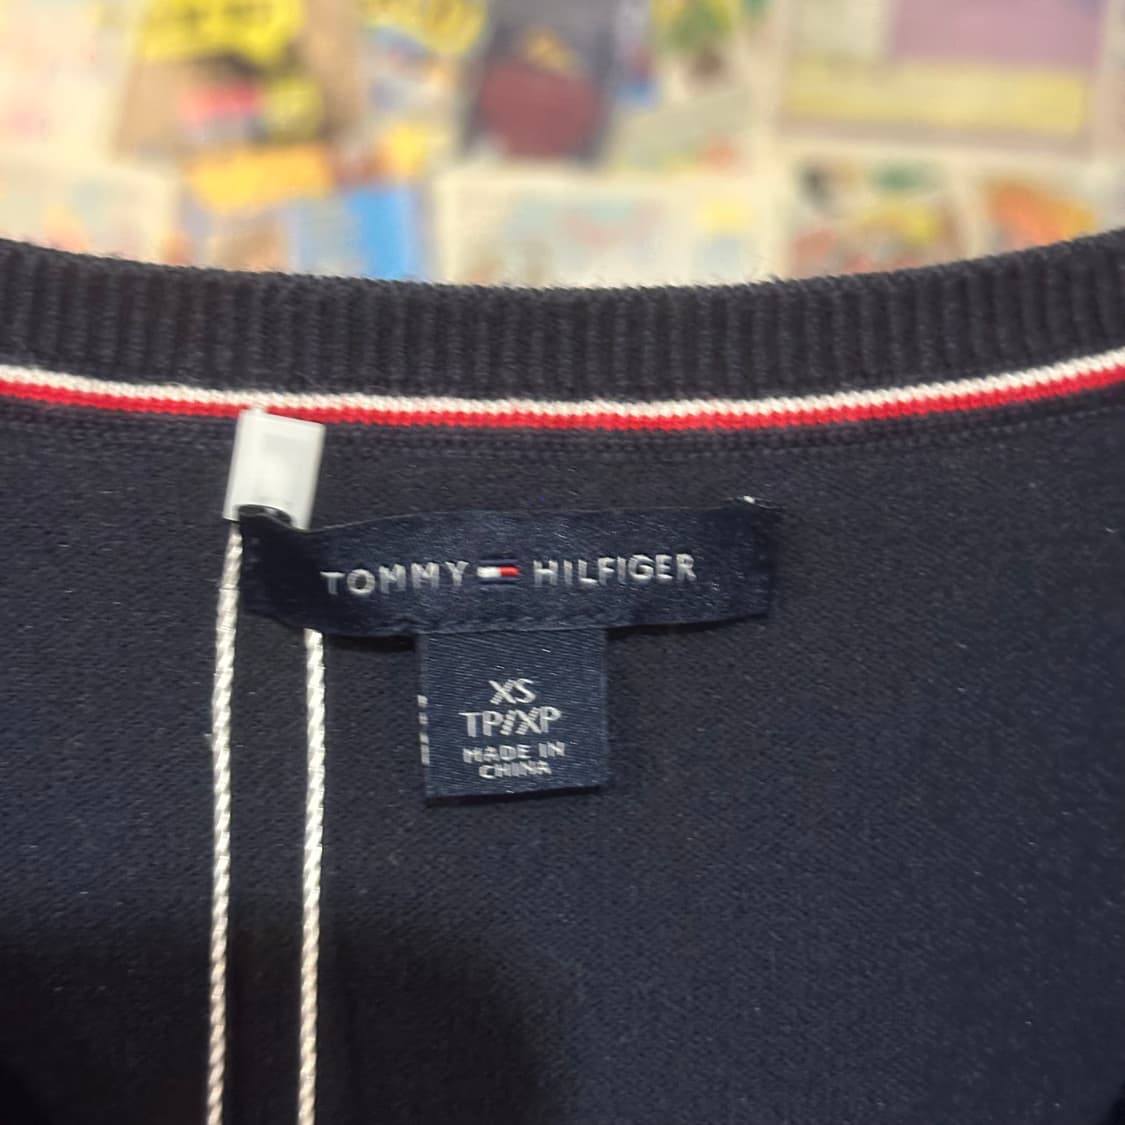 TOMMY HILFIGER
XS
TP/XP
MADE IN
CHINA